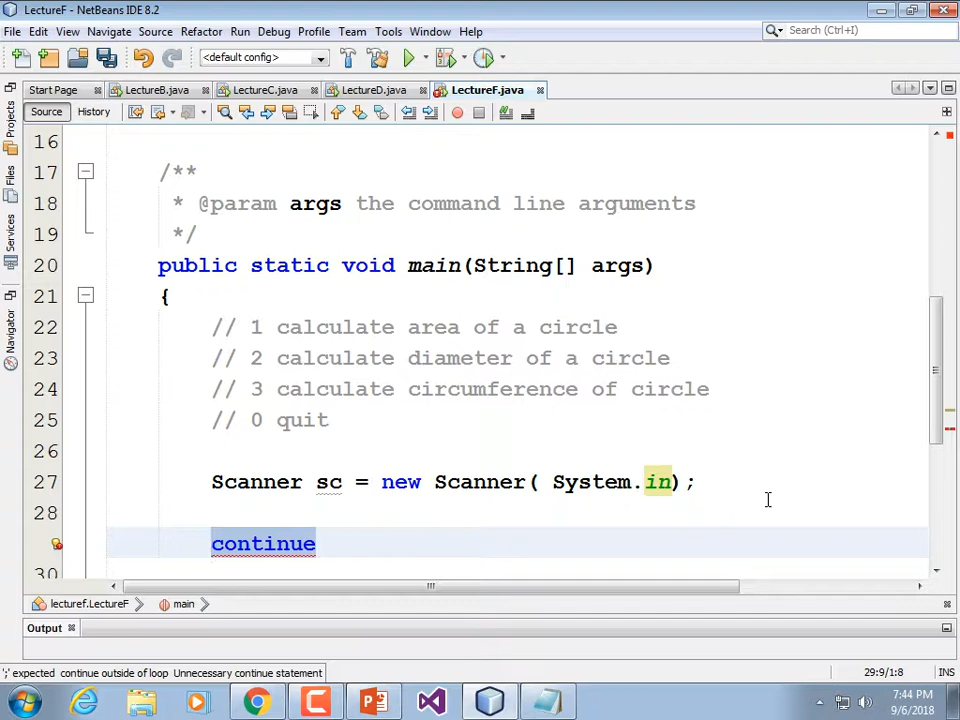 LectureF - NetBeans IDE 8.2
File Edit View Navigate Source Refactor Run Debug Profile Team Tools Window Help
Search (Ctrl+I)
<default config>
Start Page LectureB.java LectureC.java LectureD.java LectureF.java
Source History
Projects
Files
Services
Navigator
16
17 /**
18 * @param args the command line arguments
19 */
20 public static void main(String[] args)
21 {
22 // 1 calculate area of a circle
23 // 2 calculate diameter of a circle
24 // 3 calculate circumference of circle
25 // 0 quit
26
27 Scanner sc = new Scanner( System.in);
28
continue
30
lecturef.LectureF main
Output
';' expected continue outside of loop Unnecessary continue statement
29:9/1:8 INS
7:44 PM
9/6/2018